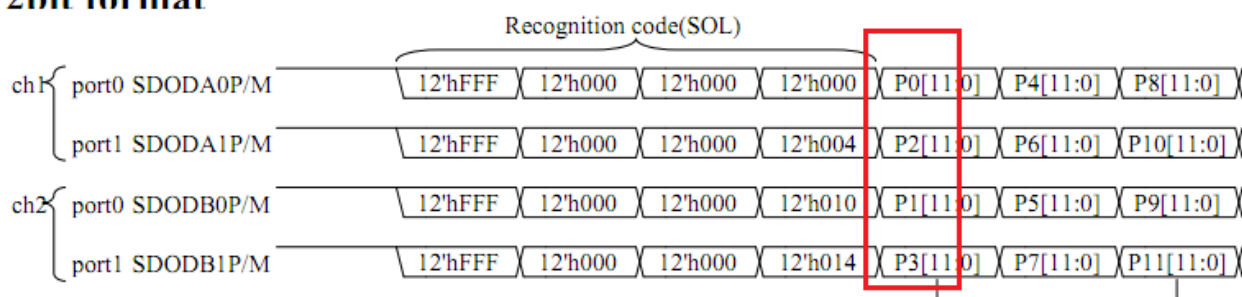 2bit format
Recognition code(SOL)
ch1 port0 SDODA0P/M 12'hFFF 12'h000 12'h000 12'h000 P0[11:0] P4[11:0] P8[11:0]
port1 SDODA1P/M 12'hFFF 12'h000 12'h000 12'h004 P2[11:0] P6[11:0] P10[11:0]
ch2 port0 SDODB0P/M 12'hFFF 12'h000 12'h000 12'h010 P1[11:0] P5[11:0] P9[11:0]
port1 SDODB1P/M 12'hFFF 12'h000 12'h000 12'h014 P3[11:0] P7[11:0] P11[11:0]